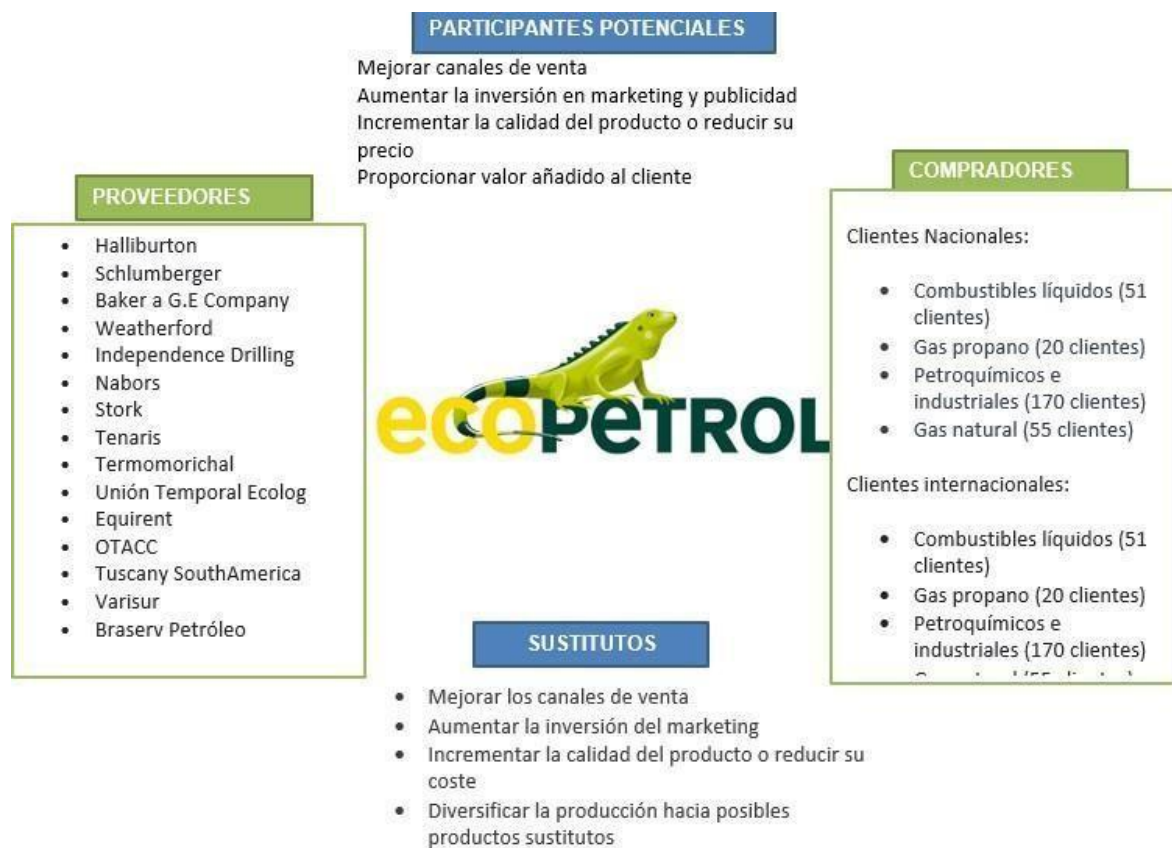 PARTICIPANTES POTENCIALES
Mejorar canales de venta
Aumentar la inversión en marketing y publicidad
Incrementar la calidad del producto o reducir su
precio
Proporcionar valor añadido al cliente
PROVEEDORES
• Halliburton
• Schlumberger
• Baker a G.E Company
• Weatherford
• Independence Drilling
• Nabors
• Stork
• Tenaris
• Termomorichal
• Unión Temporal Ecolog
• Equirent
• OTACC
• Tuscany SouthAmerica
• Varisur
• Braserv Petróleo
ecoPeTROL
COMPRADORES
Clientes Nacionales:
• Combustibles líquidos (51
clientes)
• Gas propano (20 clientes)
• Petroquímicos e
industriales (170 clientes)
• Gas natural (55 clientes)
Clientes internacionales:
• Combustibles líquidos (51
clientes)
• Gas propano (20 clientes)
• Petroquímicos e
industriales (170 clientes)
SUSTITUTOS
• Mejorar los canales de venta
• Aumentar la inversión del marketing
• Incrementar la calidad del producto o reducir su
coste
• Diversificar la producción hacia posibles
productos sustitutos